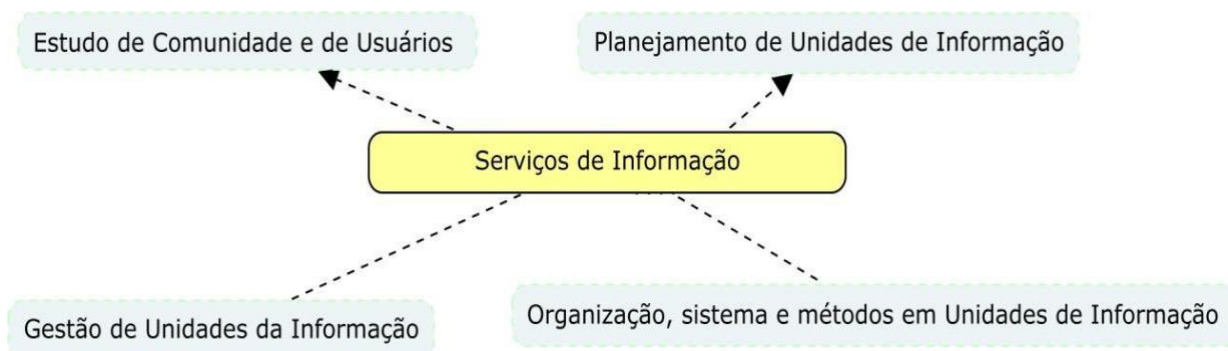 Estudo de Comunidade e de Usuários
Planejamento de Unidades de Informação
Serviços de Informação
Gestão de Unidades da Informação
Organização, sistema e métodos em Unidades de Informação